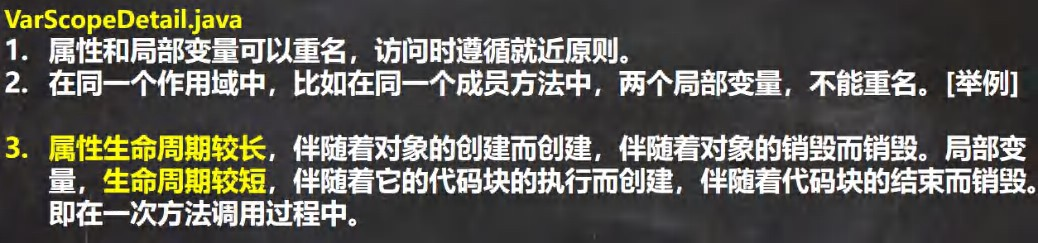 VarScopeDetail.java
1. 属性和局部变量可以重名，访问时遵循就近原则。
2. 在同一个作用域中，比如在同一个成员方法中，两个局部变量，不能重名。[举例]
3. 属性生命周期较长，伴随着对象的创建而创建，伴随着对象的销毁而销毁。局部变
量，生命周期较短，伴随着它的代码块的执行而创建，伴随着代码块的结束而销毁。
即在一次方法调用过程中。